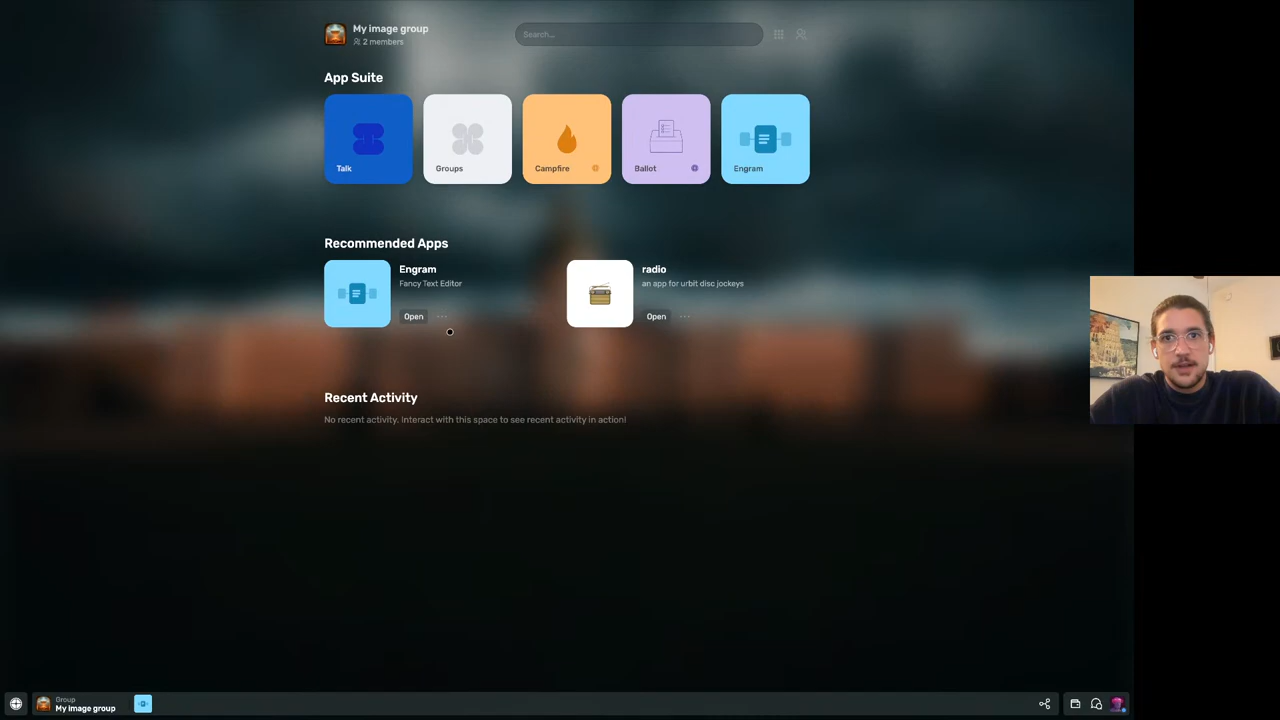 My image group
2 members
Search...
App Suite
Talk
Groups
Campfire
Ballot
Engram
Recommended Apps
Engram
Fancy Text Editor
Open
radio
an app for urbit disc jockeys
Open
Recent Activity
No recent activity. Interact with this space to see recent activity in action!
Group
My image group